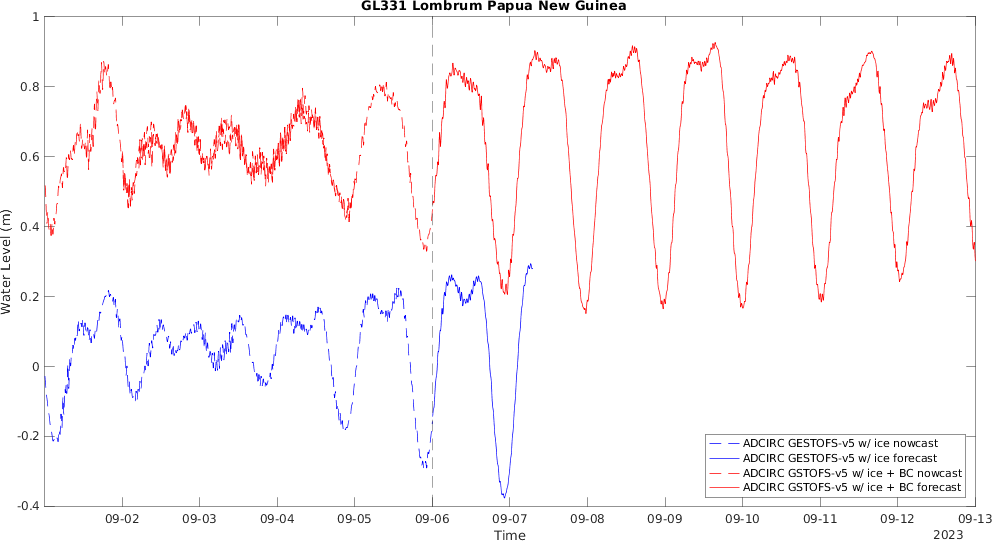 GL331 Lombrum Papua New Guinea
Water Level (m)
1
0.8
0.6
0.4
0.2
0
-0.2
-0.4
ADCIRC GESTOFS-v5 w/ ice nowcast
ADCIRC GESTOFS-v5 w/ ice forecast
ADCIRC GSTOFS-v5 w/ ice + BC nowcast
ADCIRC GSTOFS-v5 w/ ice + BC forecast
09-02 09-03 09-04 09-05 09-06 09-07 09-08 09-09 09-10 09-11 09-12 09-13
Time
2023